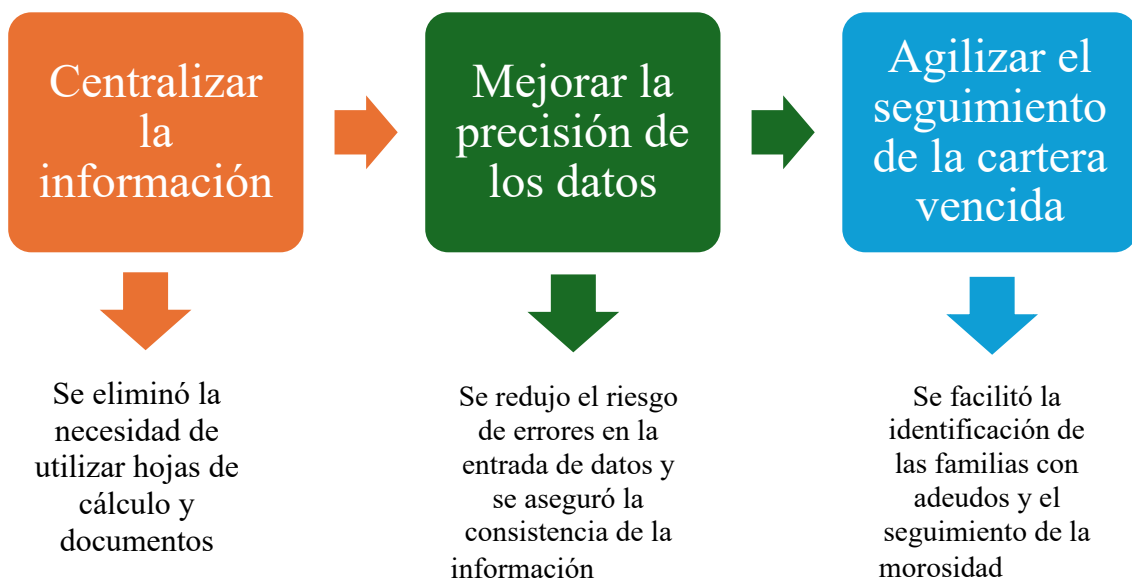 Centralizar
la
información
Mejorar la
precisión de
los datos
Agilizar el
seguimiento
de la cartera
vencida
Se eliminó la
necesidad de
utilizar hojas de
cálculo y
documentos
Se redujo el riesgo
de errores en la
entrada de datos y
se aseguró la
consistencia de la
información
Se facilitó la
identificación de
las familias con
adeudos y el
seguimiento de la
morosidad